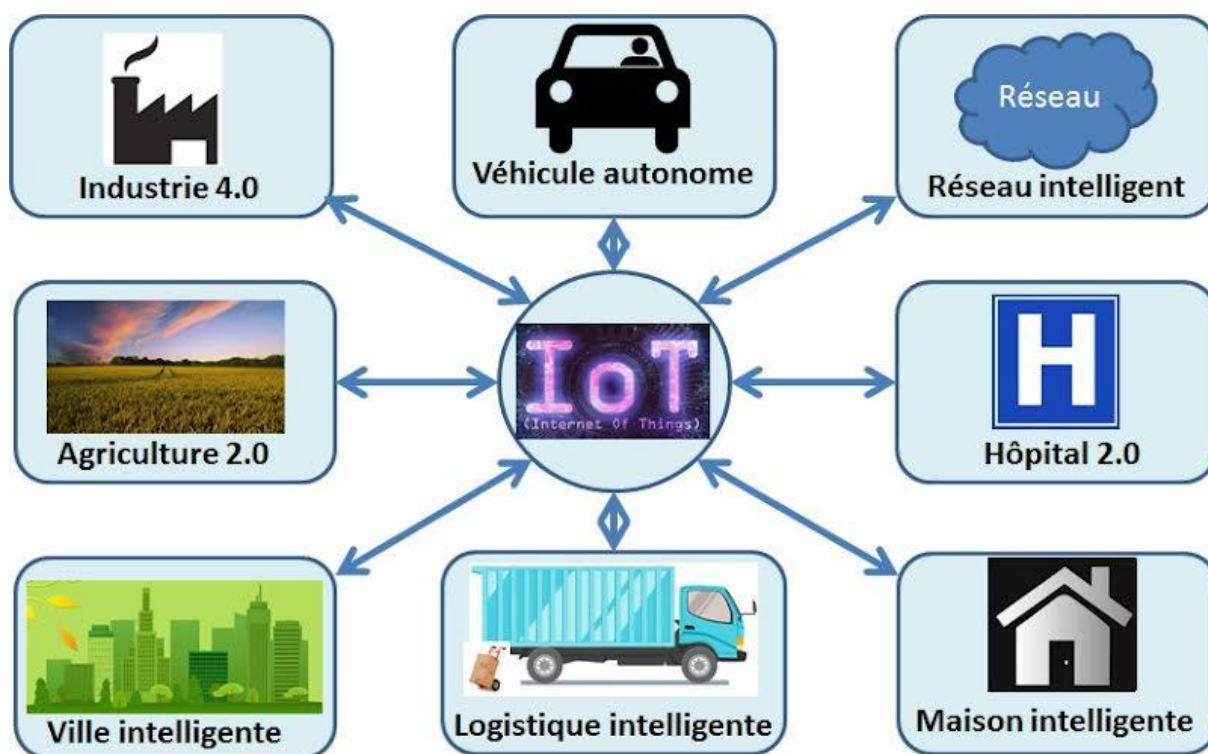 Industrie 4.0
Véhicule autonome
Réseau
Réseau intelligent
Agriculture 2.0
IoT
(Internet Of Things)
H
Hôpital 2.0
Ville intelligente
Logistique intelligente
Maison intelligente